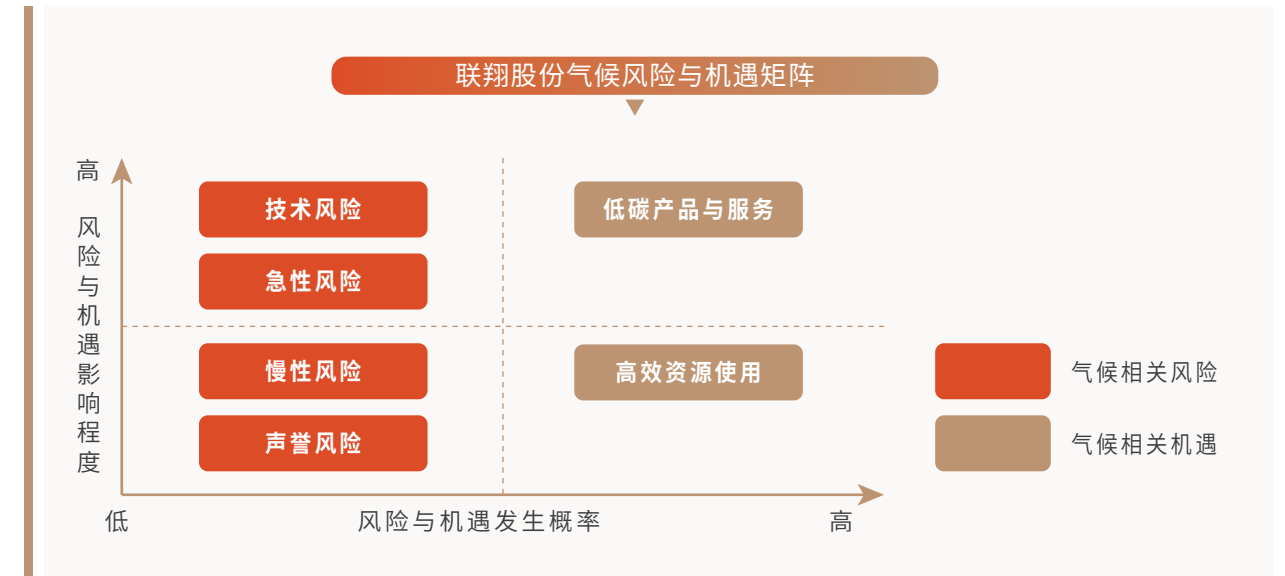 联翔股份气候风险与机遇矩阵
高
风险与机遇影响程度
技术风险
低碳产品与服务
急性风险
慢性风险
高效资源使用
声誉风险
气候相关风险
气候相关机遇
低
风险与机遇发生概率
高